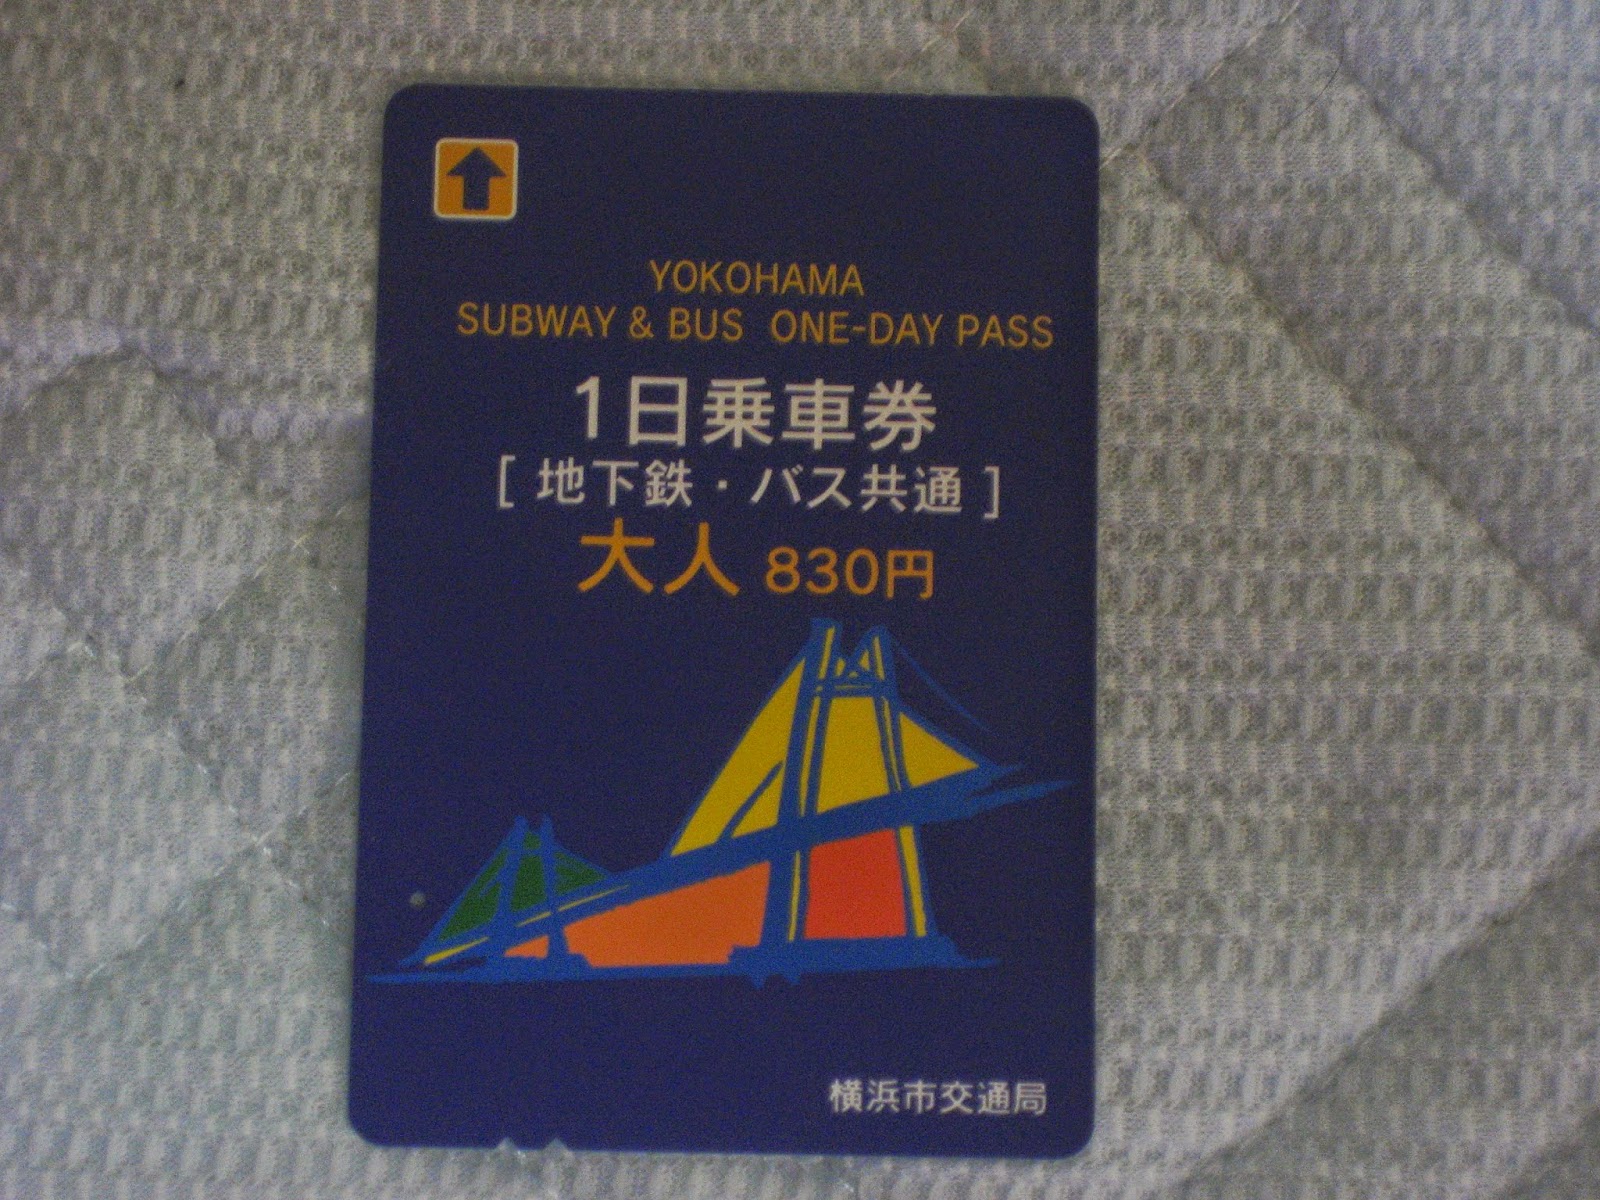 YOKOHAMA
SUBWAY & BUS ONE-DAY PASS
1日乗車券
[ 地下鉄・バス共通 ]
大人 830円
横浜市交通局